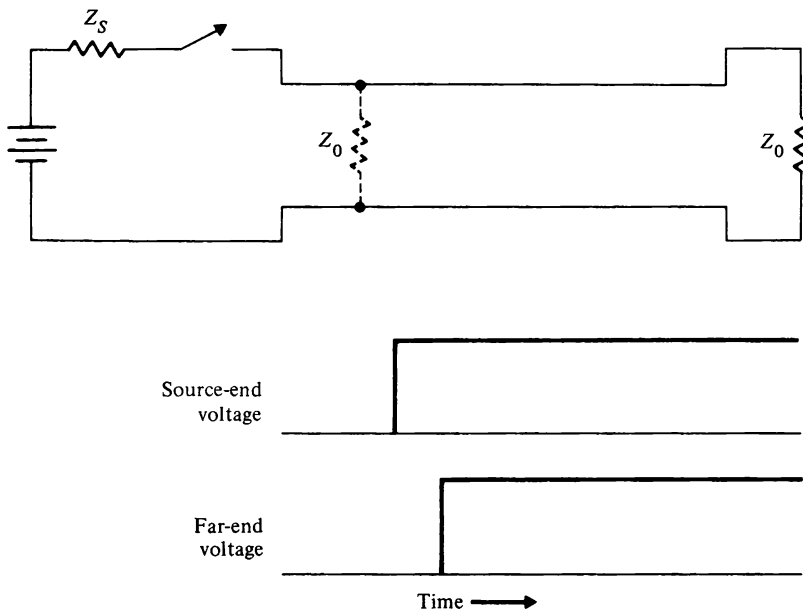 Z_S
Z_0
Z_0
Source-end
voltage
Far-end
voltage
Time